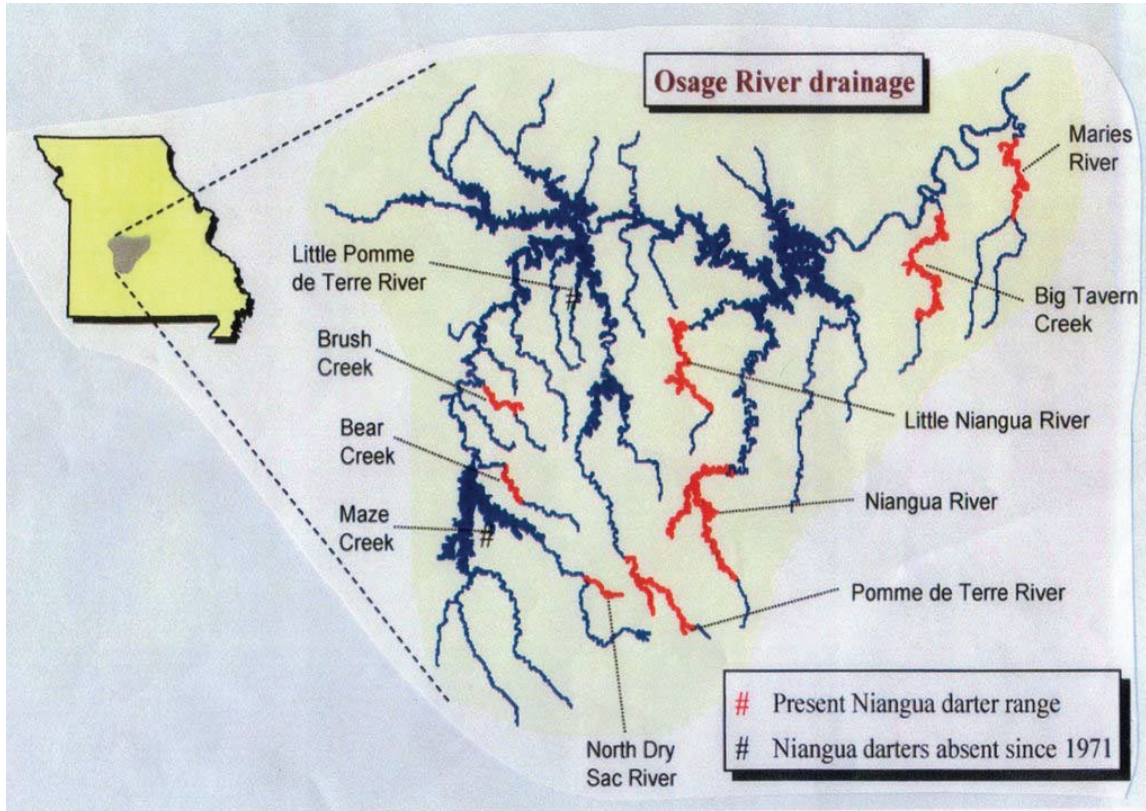 Osage River drainage
Maries
River
Little Pomme
de Terre River
#
Big Tavern
Creek
Brush
Creek
Little Niangua River
Bear
Creek
Niangua River
Maze
Creek
#
Pomme de Terre River
North Dry
Sac River
# Present Niangua darter range
# Niangua darters absent since 1971